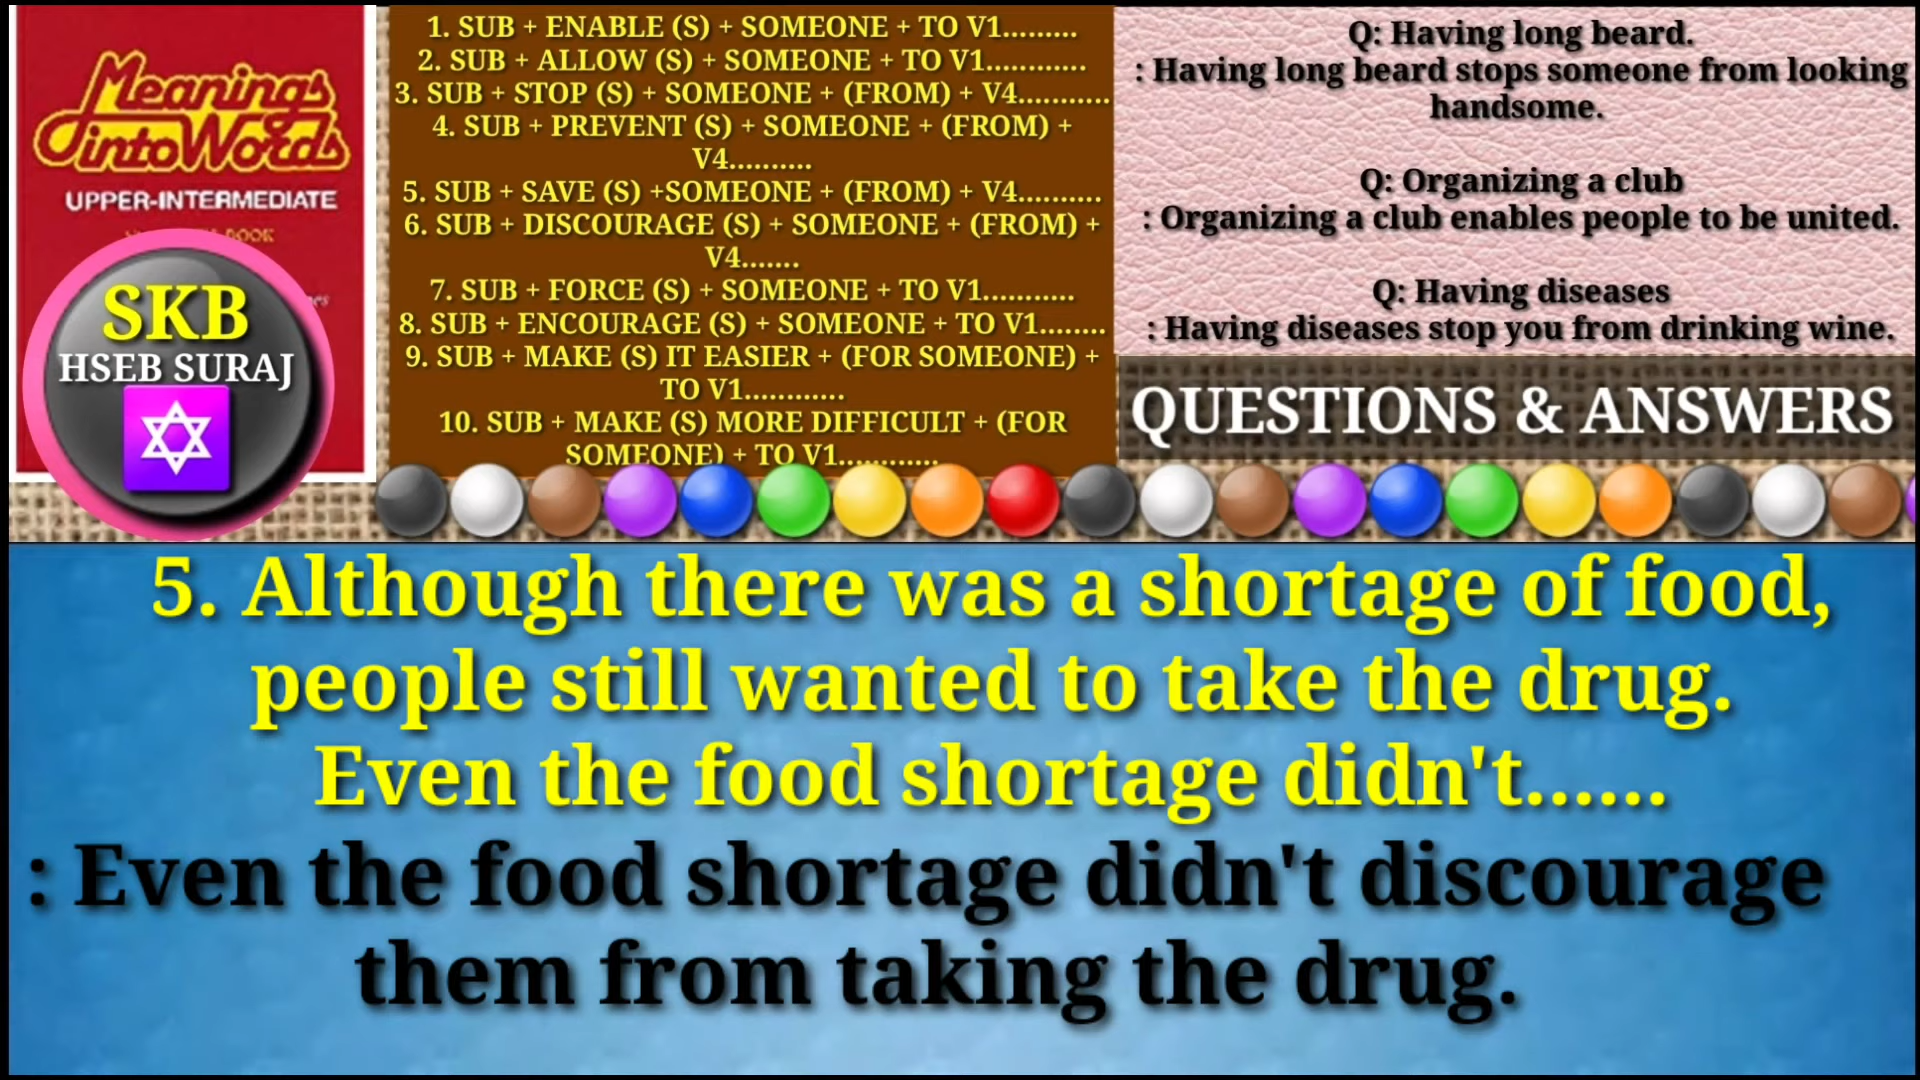 Meanings
into Words
UPPER-INTERMEDIATE
BOOK
SKB
HSEB SURAJ
1. SUB + ENABLE (S) + SOMEONE + TO V1.........
2. SUB + ALLOW (S) + SOMEONE + TO V1............
3. SUB + STOP (S) + SOMEONE + (FROM) + V4...........
4. SUB + PREVENT (S) + SOMEONE + (FROM) +
V4..........
5. SUB + SAVE (S) +SOMEONE + (FROM) + V4..........
6. SUB + DISCOURAGE (S) + SOMEONE + (FROM) +
V4.......
7. SUB + FORCE (S) + SOMEONE + TO V1...........
8. SUB + ENCOURAGE (S) + SOMEONE + TO V1........
9. SUB + MAKE (S) IT EASIER + (FOR SOMEONE) +
TO V1............
10. SUB + MAKE (S) MORE DIFFICULT + (FOR
SOMEONE) + TO V1............
Q: Having long beard.
: Having long beard stops someone from looking
handsome.
Q: Organizing a club
: Organizing a club enables people to be united.
Q: Having diseases
: Having diseases stop you from drinking wine.
QUESTIONS & ANSWERS
5. Although there was a shortage of food,
people still wanted to take the drug.
Even the food shortage didn't......
: Even the food shortage didn't discourage
them from taking the drug.